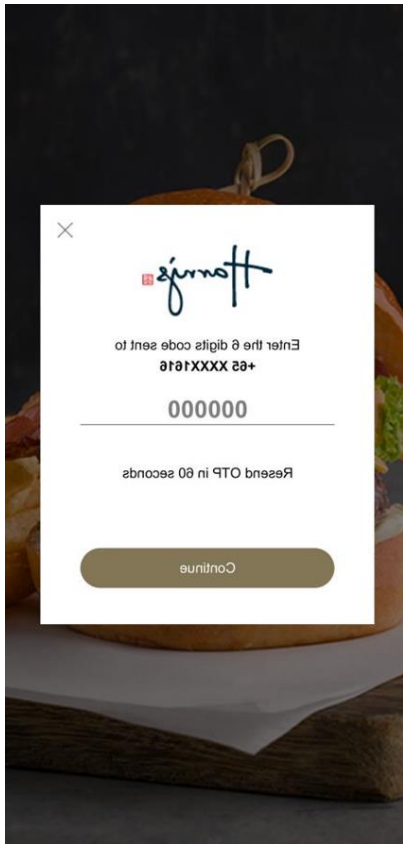 Enter the 6 digits code sent to
+65 XXXX1616
000000
Resend OTP in 60 seconds
Continue